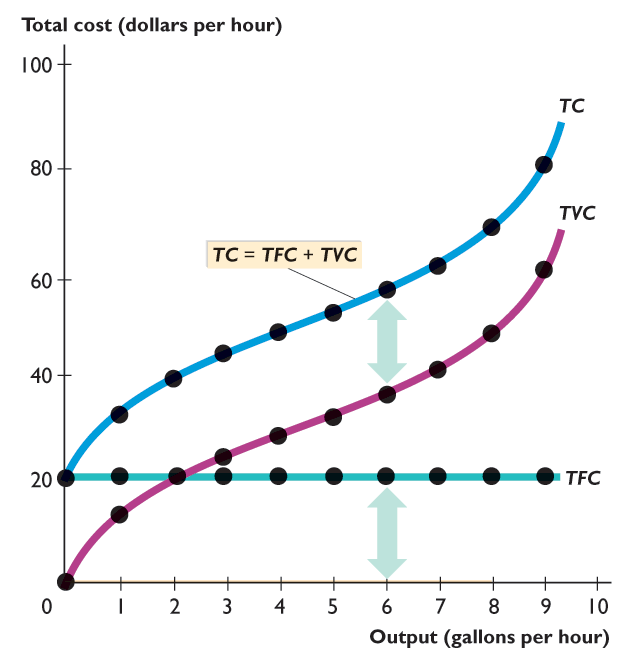 Total cost (dollars per hour)
100
TC
80
TVC
TC = TFC + TVC
60
40
20
TFC
0 1 2 3 4 5 6 7 8 9 10
Output (gallons per hour)